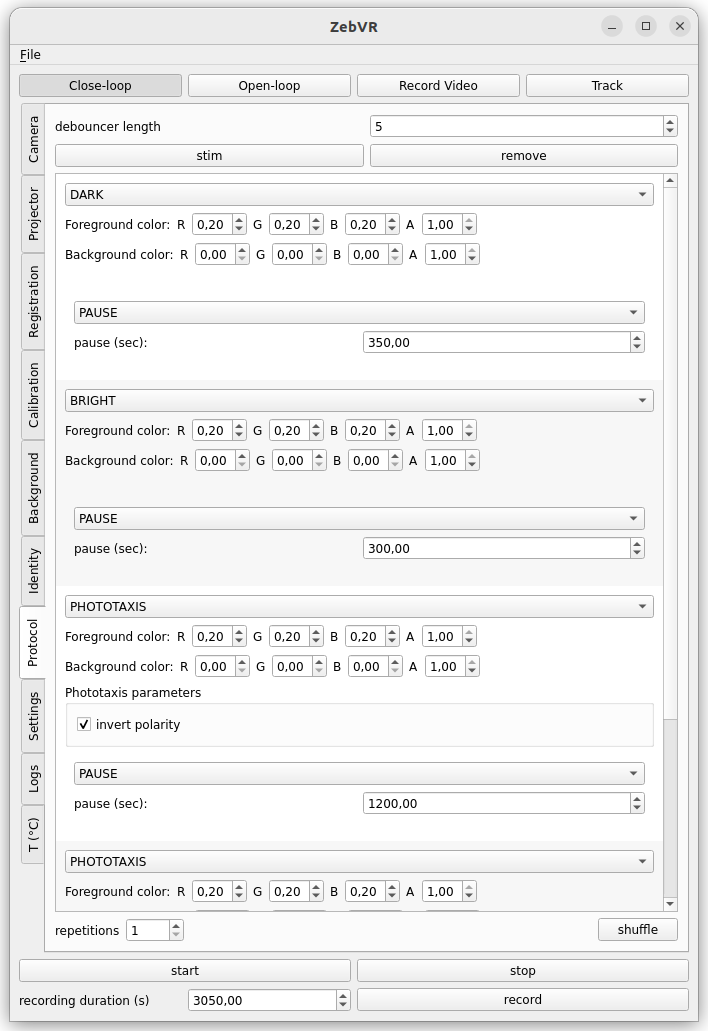 ZebVR
File
Close-loop Open-loop Record Video Track
Camera
Projector
Registration
Calibration
Background
Identity
Protocol
Settings
Logs
T (°C)
debouncer length 5
stim remove
DARK
Foreground color: R 0,20 G 0,20 B 0,20 A 1,00
Background color: R 0,00 G 0,00 B 0,00 A 1,00
PAUSE
pause (sec): 350,00
BRIGHT
Foreground color: R 0,20 G 0,20 B 0,20 A 1,00
Background color: R 0,00 G 0,00 B 0,00 A 1,00
PAUSE
pause (sec): 300,00
PHOTOTAXIS
Foreground color: R 0,20 G 0,20 B 0,20 A 1,00
Background color: R 0,00 G 0,00 B 0,00 A 1,00
Phototaxis parameters
invert polarity
PAUSE
pause (sec): 1200,00
PHOTOTAXIS
Foreground color: R 0,20 G 0,20 B 0,20 A 1,00
repetitions 1 shuffle
start stop
recording duration (s) 3050,00 record